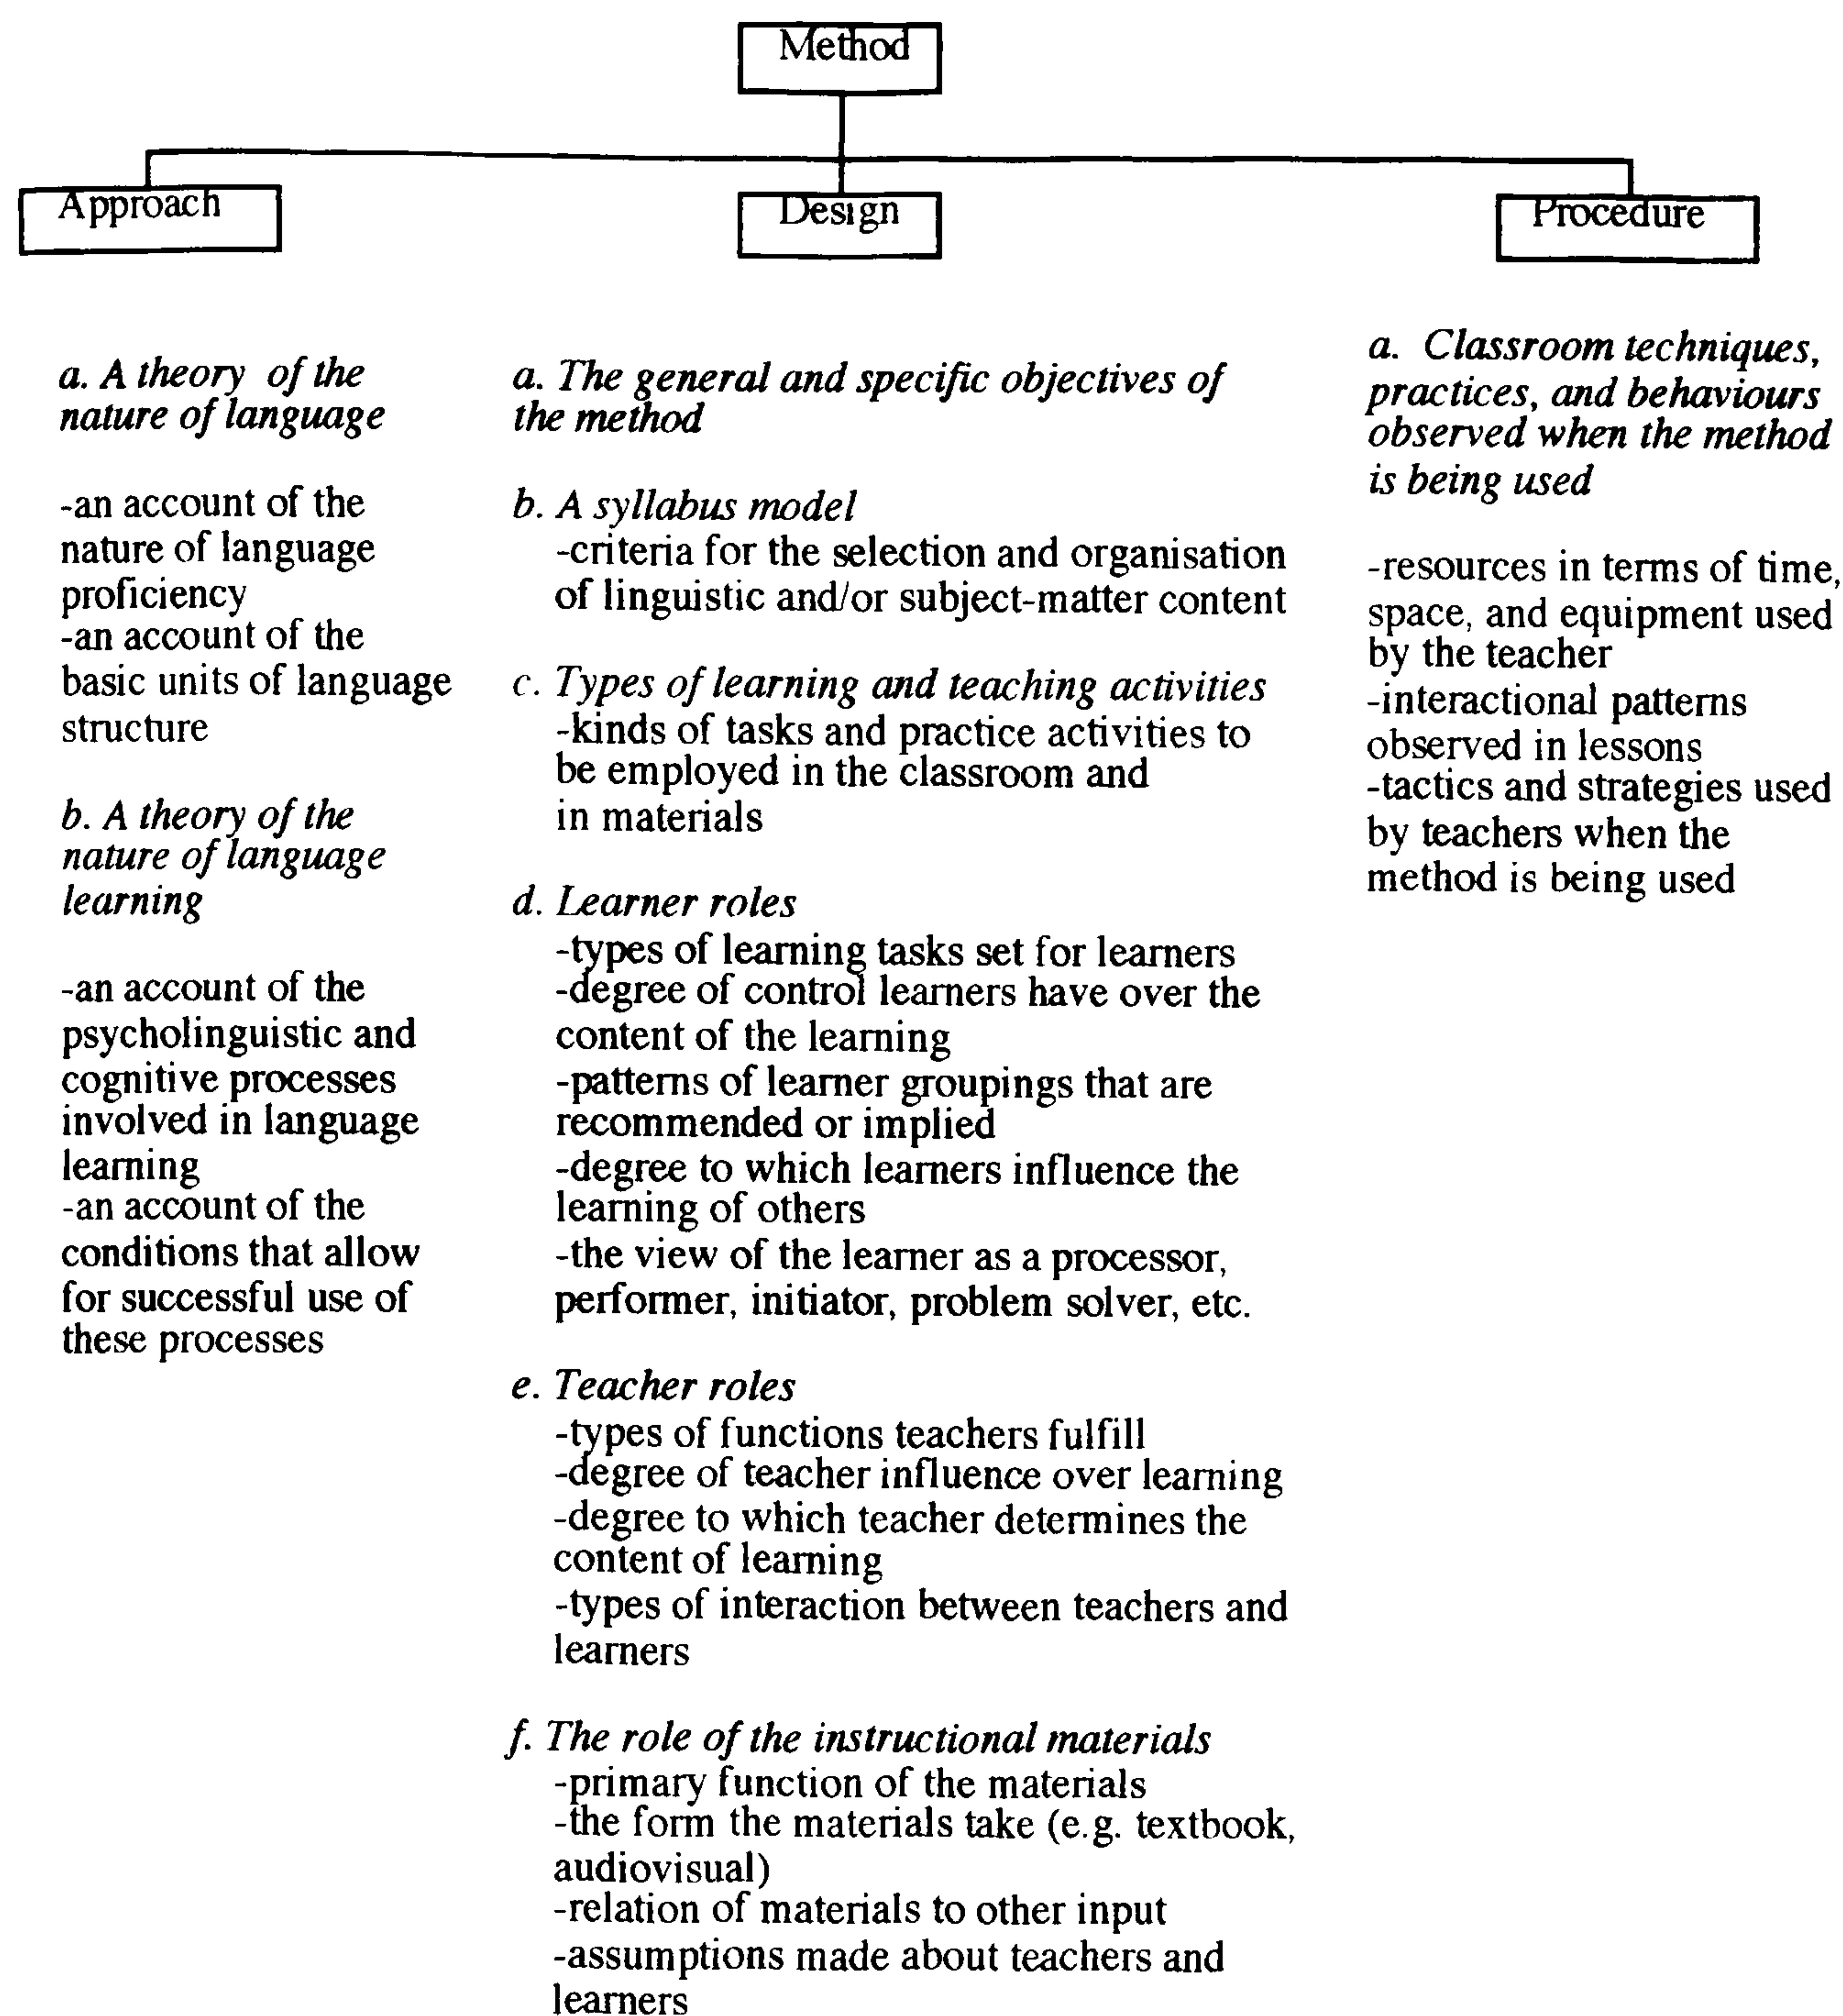 Method
Approach
Design
Procedure
a. A theory of the
nature of language
-an account of the
nature of language
proficiency
-an account of the
basic units of language
structure
b. A theory of the
nature of language
learning
-an account of the
psycholinguistic and
cognitive processes
involved in language
learning
-an account of the
conditions that allow
for successful use of
these processes
a. The general and specific objectives of
the method
b. A syllabus model
-criteria for the selection and organisation
of linguistic and/or subject-matter content
c. Types of learning and teaching activities
-kinds of tasks and practice activities to
be employed in the classroom and
in materials
d. Learner roles
-types of learning tasks set for learners
-degree of control learners have over the
content of the learning
-patterns of learner groupings that are
recommended or implied
-degree to which learners influence the
learning of others
-the view of the learner as a processor,
performer, initiator, problem solver, etc.
e. Teacher roles
-types of functions teachers fulfill
-degree of teacher influence over learning
-degree to which teacher determines the
content of learning
-types of interaction between teachers and
learners
f. The role of the instructional materials
-primary function of the materials
-the form the materials take (e.g. textbook,
audiovisual)
-relation of materials to other input
-assumptions made about teachers and
learners
a. Classroom techniques,
practices, and behaviours
observed when the method
is being used
-resources in terms of time,
space, and equipment used
by the teacher
-interactional patterns
observed in lessons
-tactics and strategies used
by teachers when the
method is being used